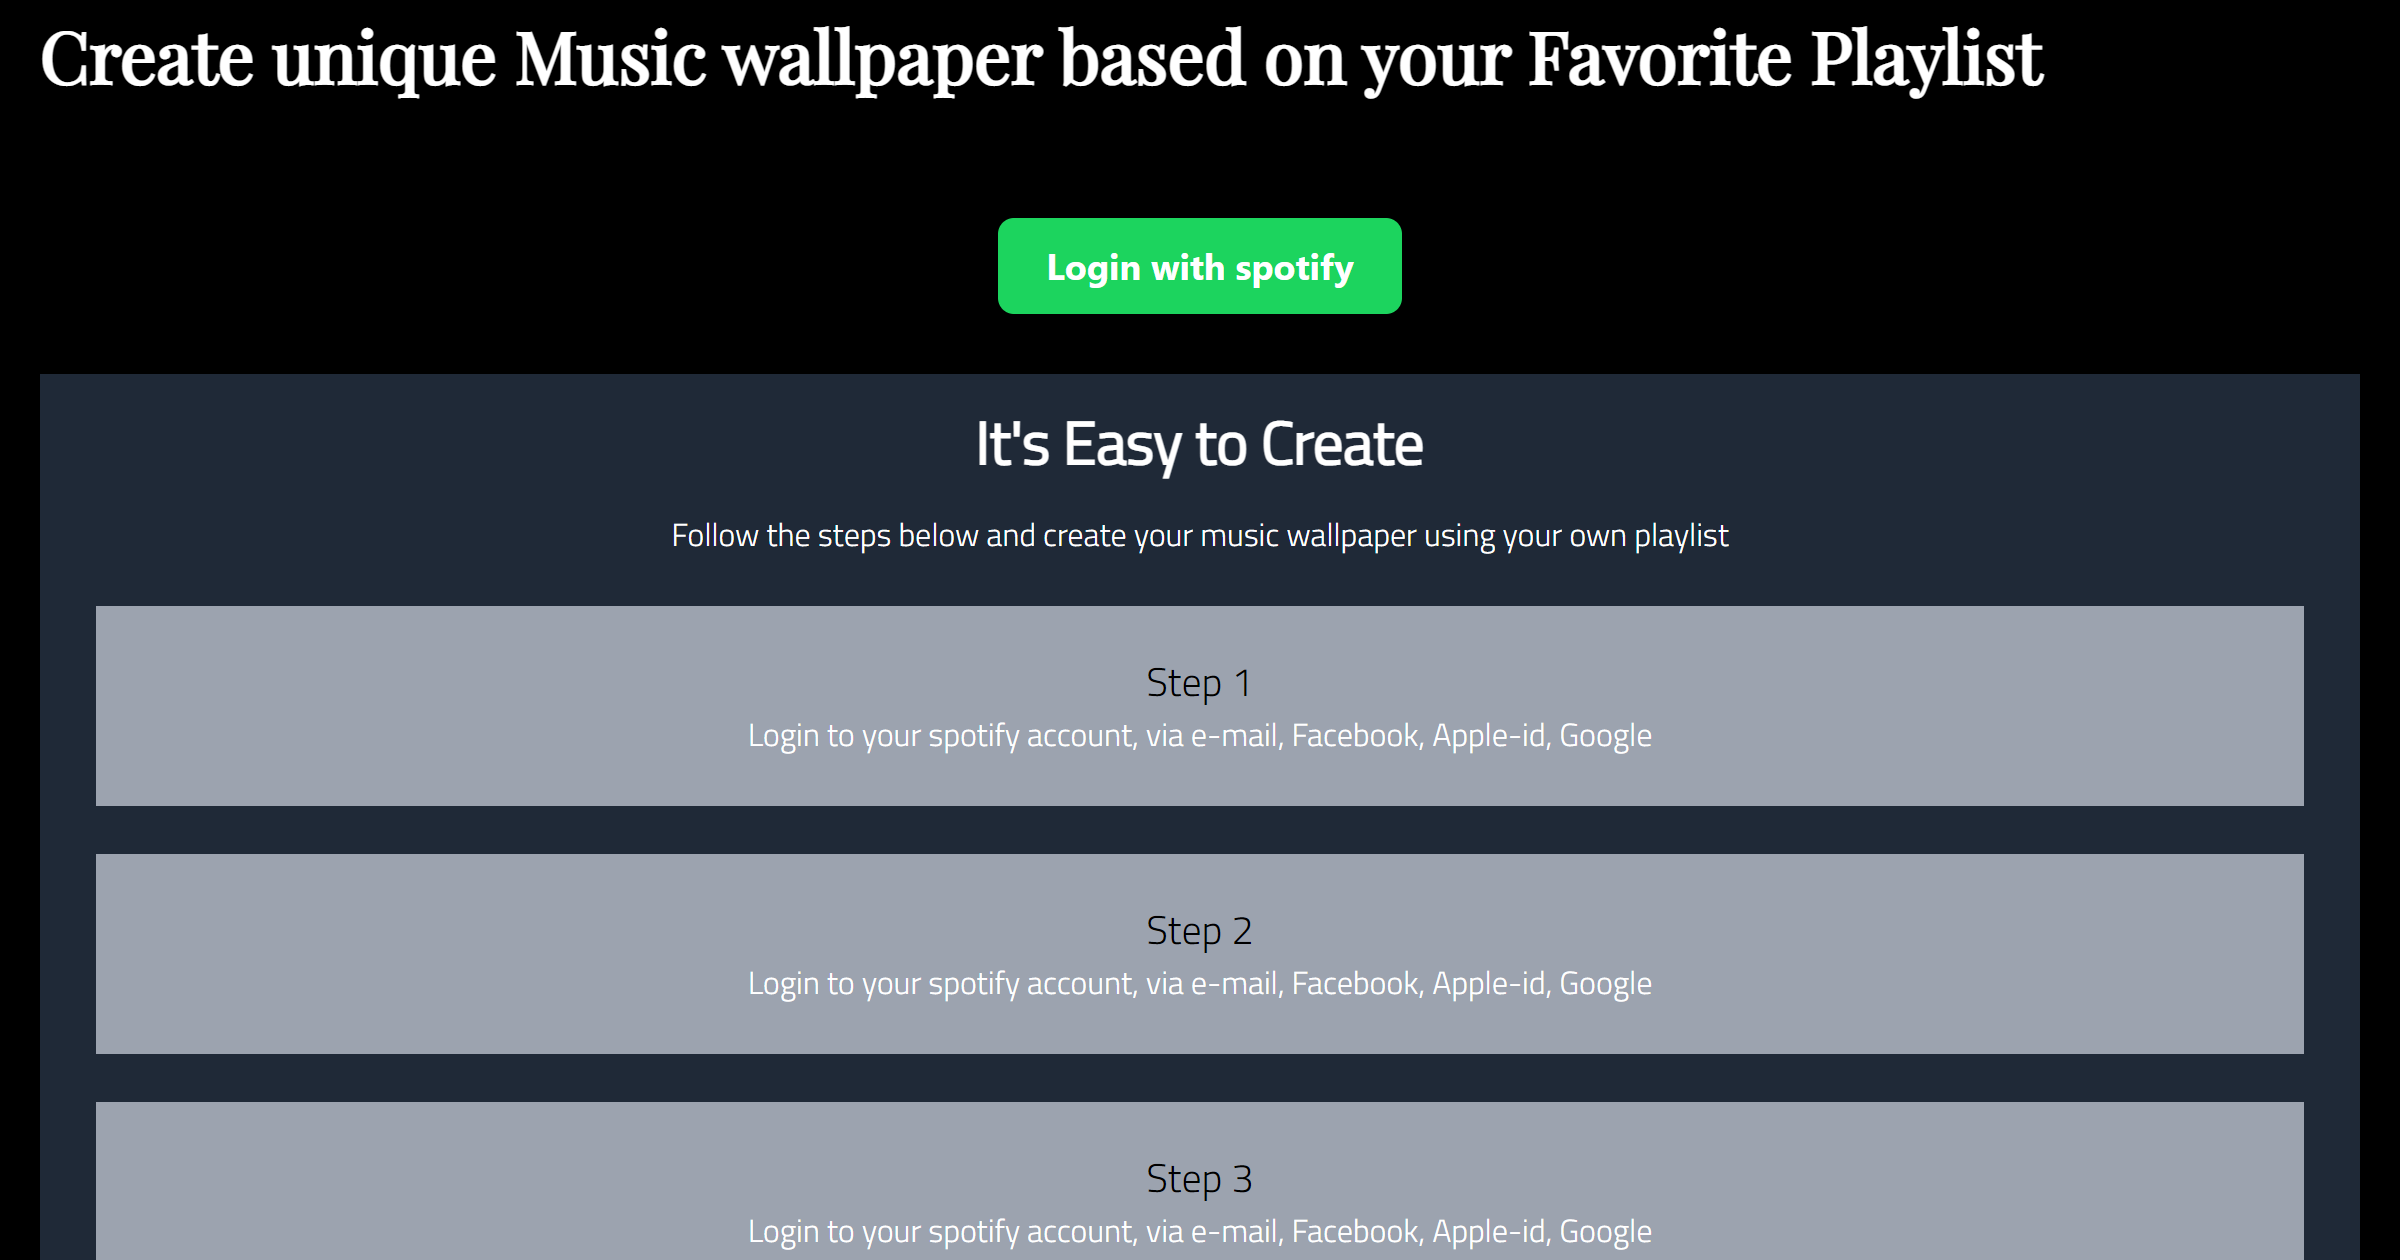 Create unique Music wallpaper based on your Favorite Playlist
Login with spotify
It's Easy to Create
Follow the steps below and create your music wallpaper using your own playlist
Step 1
Login to your spotify account, via e-mail, Facebook, Apple-id, Google
Step 2
Login to your spotify account, via e-mail, Facebook, Apple-id, Google
Step 3
Login to your spotify account, via e-mail, Facebook, Apple-id, Google